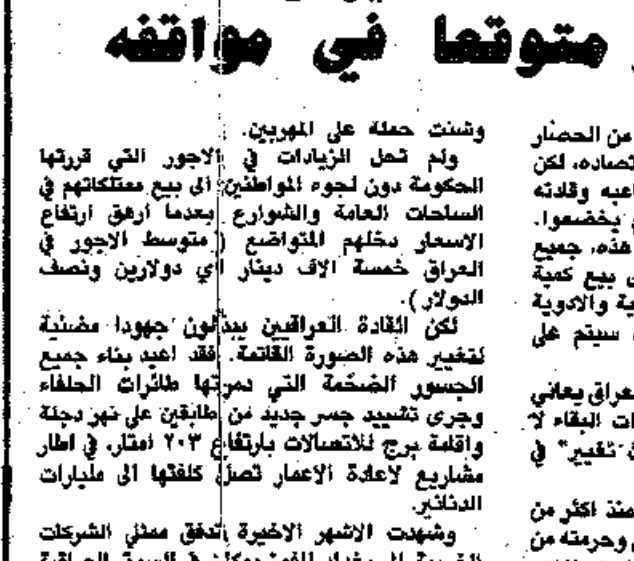 متوقعا في مواقفه
من الحصار
تصاده، لكن
اعبه وقادته
يخضعوا.
هذه، جميع
بيع كمية
ية والادوية
سيتم على
لعراق يعاني
ات البقاء لا
"تغيير" في
منذ اكثر من
وحرمته من
وشنت حملة على المهربين.
ولم تحل الزيادات في الاجور التي قررتها
الحكومة دون لجوء المواطنين الى بيع ممتلكاتهم في
الساحات العامة والشوارع بعدما ارهق ارتفاع
الاسعار دخلهم المتواضع (متوسط الاجور في
العراق خمسة الاف دينار اي دولارين ونصف
الدولار).
لكن القادة العراقيين يبذلون جهودا مضنية
لتغيير هذه الصورة القاتمة. فقد اعيد بناء جميع
الجسور الضخمة التي دمرتها طائرات الحلفاء
وجرى تشييد جسر جديد من طابقين على نهر دجلة
واقامة برج للاتصالات بارتفاع ٢٠٣ امتار، في اطار
مشاريع لاعادة الاعمار تصل كلفتها الى مليارات
الدنانير.
وشهدت الاشهر الاخيرة تدفق ممثلي الشركات